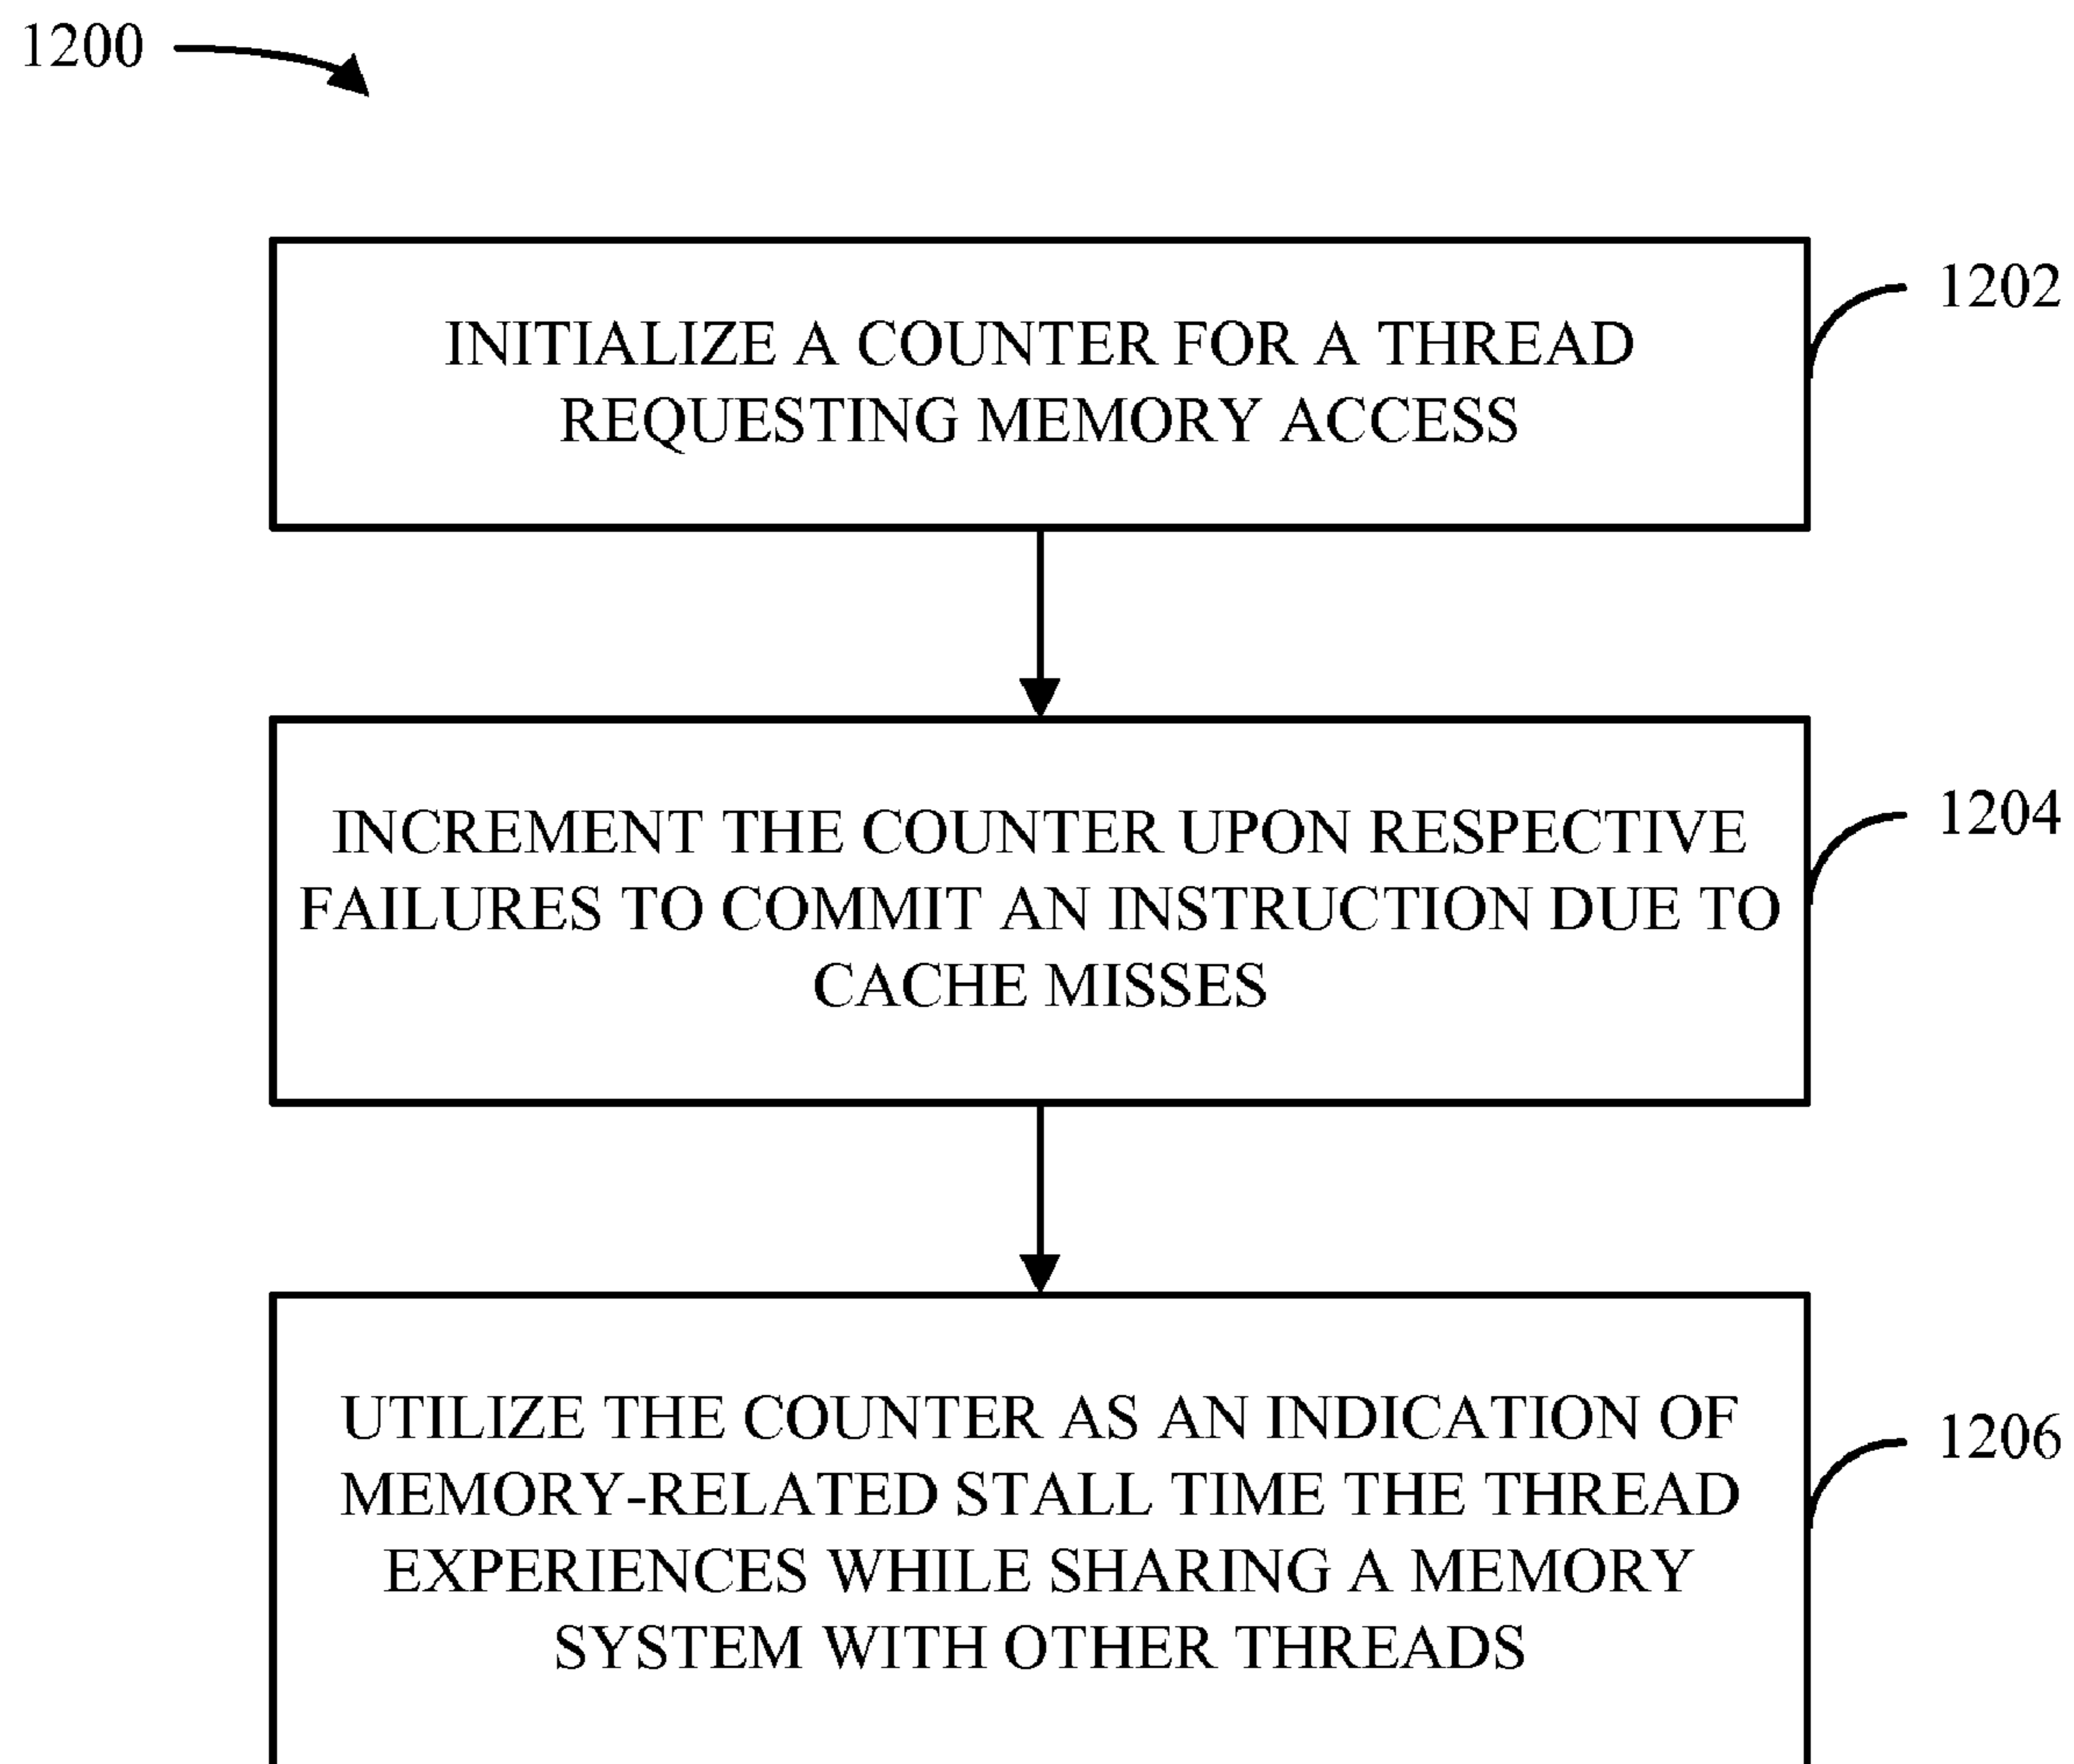 1200
INITIALIZE A COUNTER FOR A THREAD
REQUESTING MEMORY ACCESS
1202
INCREMENT THE COUNTER UPON RESPECTIVE
FAILURES TO COMMIT AN INSTRUCTION DUE TO
CACHE MISSES
1204
UTILIZE THE COUNTER AS AN INDICATION OF
MEMORY-RELATED STALL TIME THE THREAD
EXPERIENCES WHILE SHARING A MEMORY
SYSTEM WITH OTHER THREADS
1206